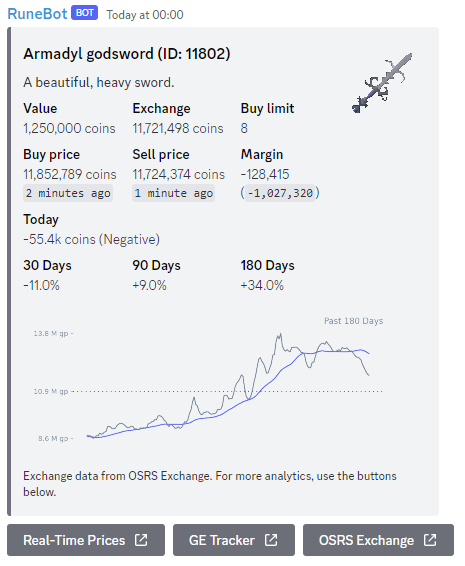 RuneBot BOT Today at 00:00
Armadyl godsword (ID: 11802)
A beautiful, heavy sword.
Value Exchange Buy limit
1,250,000 coins 11,721,498 coins 8
Buy price Sell price Margin
11,852,789 coins 11,724,374 coins -128,415
2 minutes ago 1 minute ago (-1,027,320)
Today
-55.4k coins (Negative)
30 Days 90 Days 180 Days
-11.0% +9.0% +34.0%
Past 180 Days
13.8 M gp
10.9 M gp
8.6 M gp
Exchange data from OSRS Exchange. For more analytics, use the buttons
below.
Real-Time Prices GE Tracker OSRS Exchange